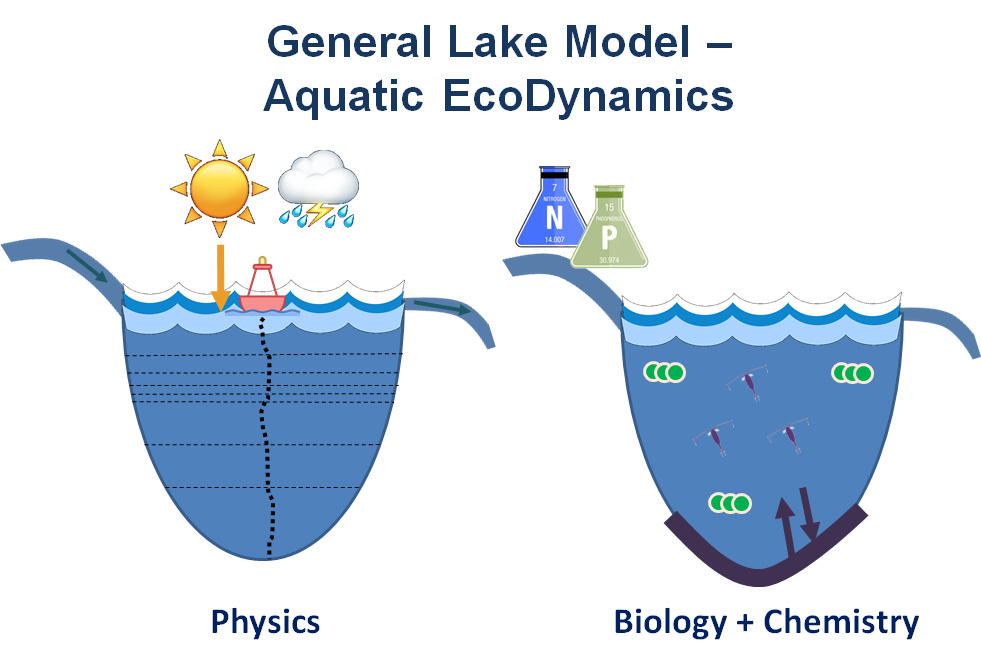 General Lake Model –
Aquatic EcoDynamics
7
NITROGEN
N
14.007
15
PHOSPHORUS
P
30.974
Physics
Biology + Chemistry